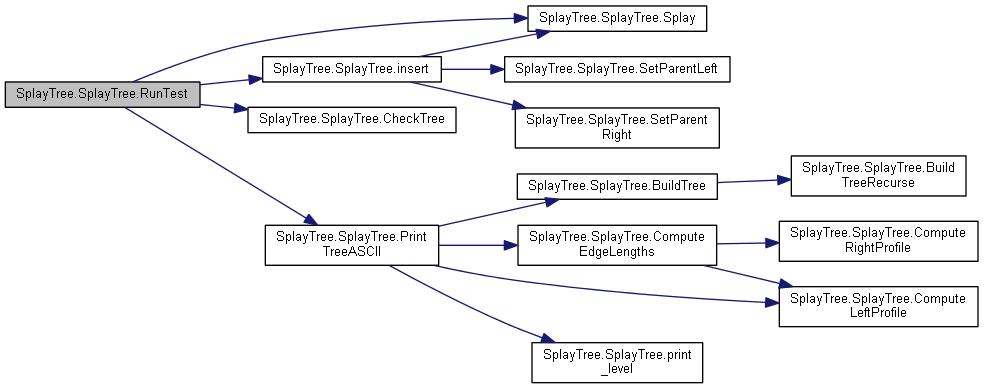 SplayTree.SplayTree.RunTest
SplayTree.SplayTree.Splay
SplayTree.SplayTree.insert
SplayTree.SplayTree.SetParentLeft
SplayTree.SplayTree.CheckTree
SplayTree.SplayTree.SetParent
Right
SplayTree.SplayTree.Build
TreeRecurse
SplayTree.SplayTree.BuildTree
SplayTree.SplayTree.Print
TreeASCII
SplayTree.SplayTree.Compute
EdgeLengths
SplayTree.SplayTree.Compute
RightProfile
SplayTree.SplayTree.Compute
LeftProfile
SplayTree.SplayTree.print
_level